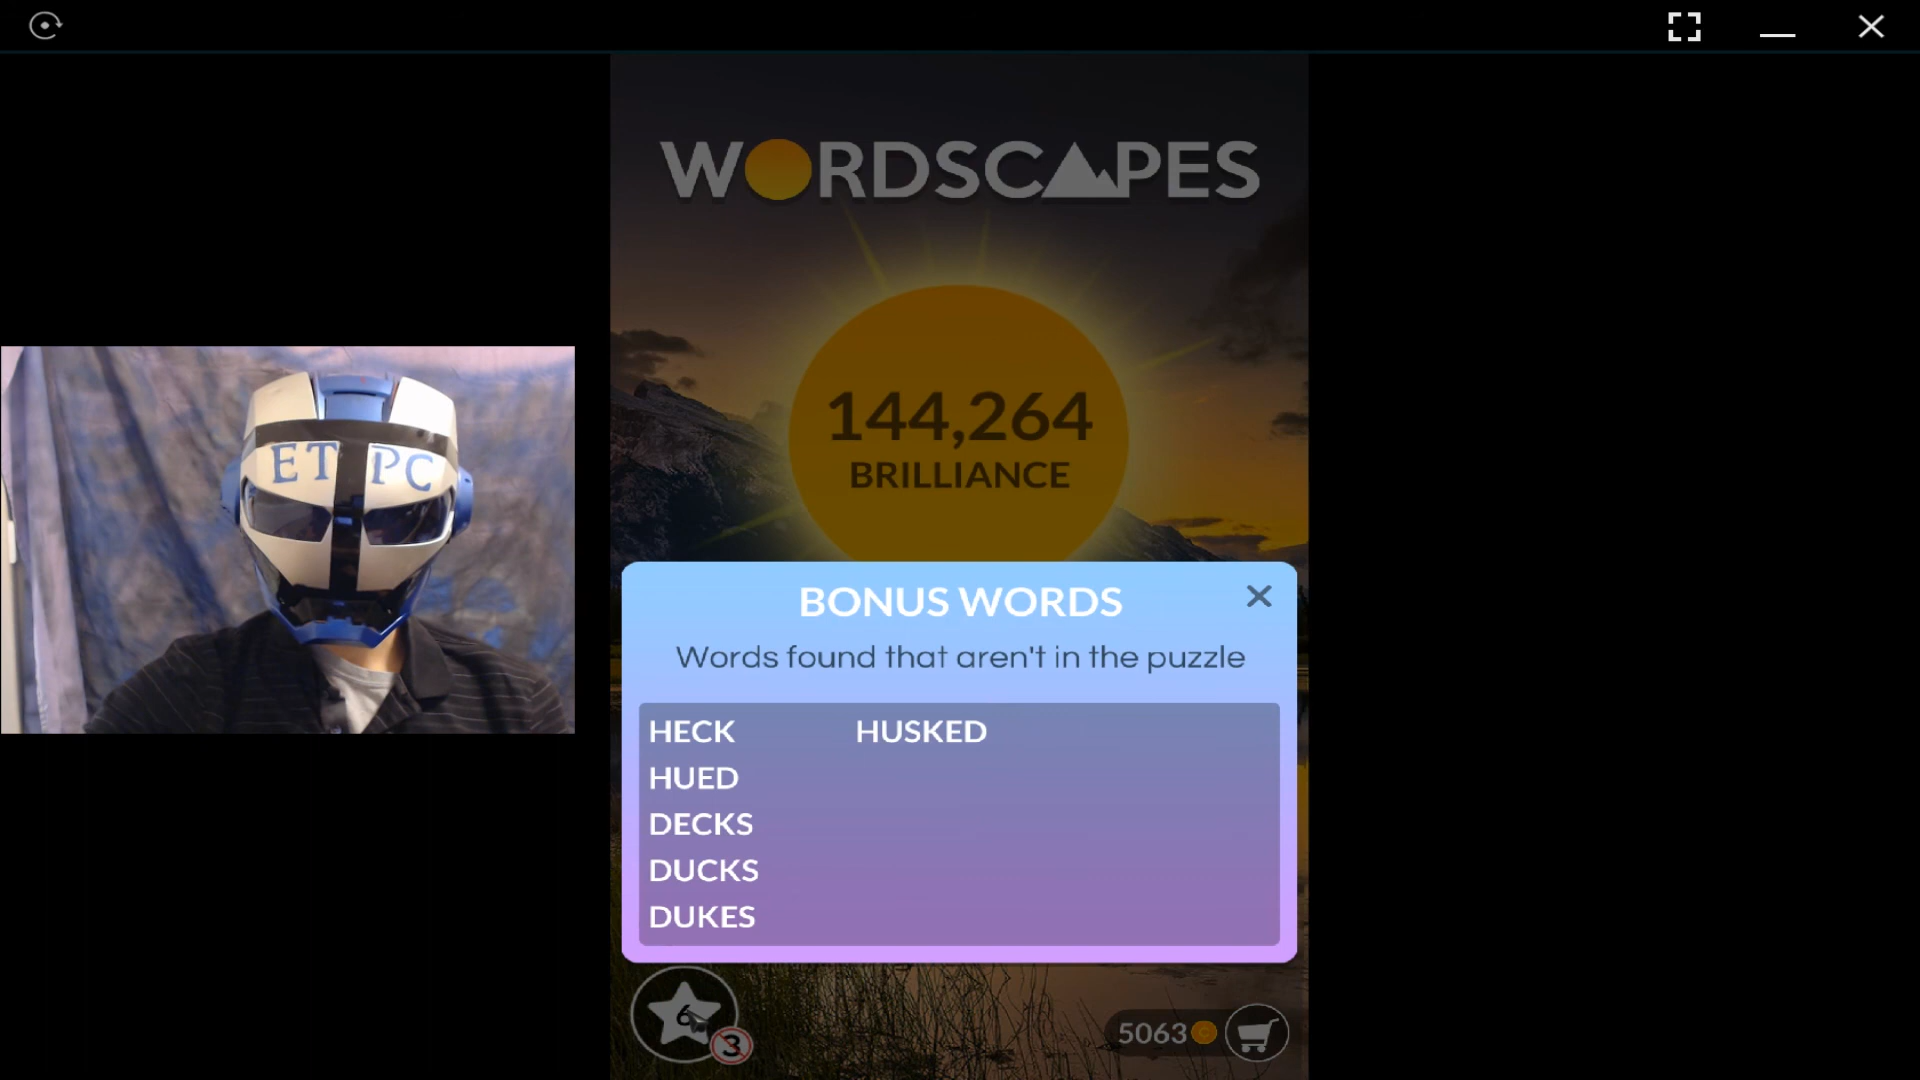 WORDSCAPES
144,264
BRILLIANCE
ET PC
BONUS WORDS
Words found that aren't in the puzzle
HECK HUSKED
HUED
DECKS
DUCKS
DUKES
6
3
5063